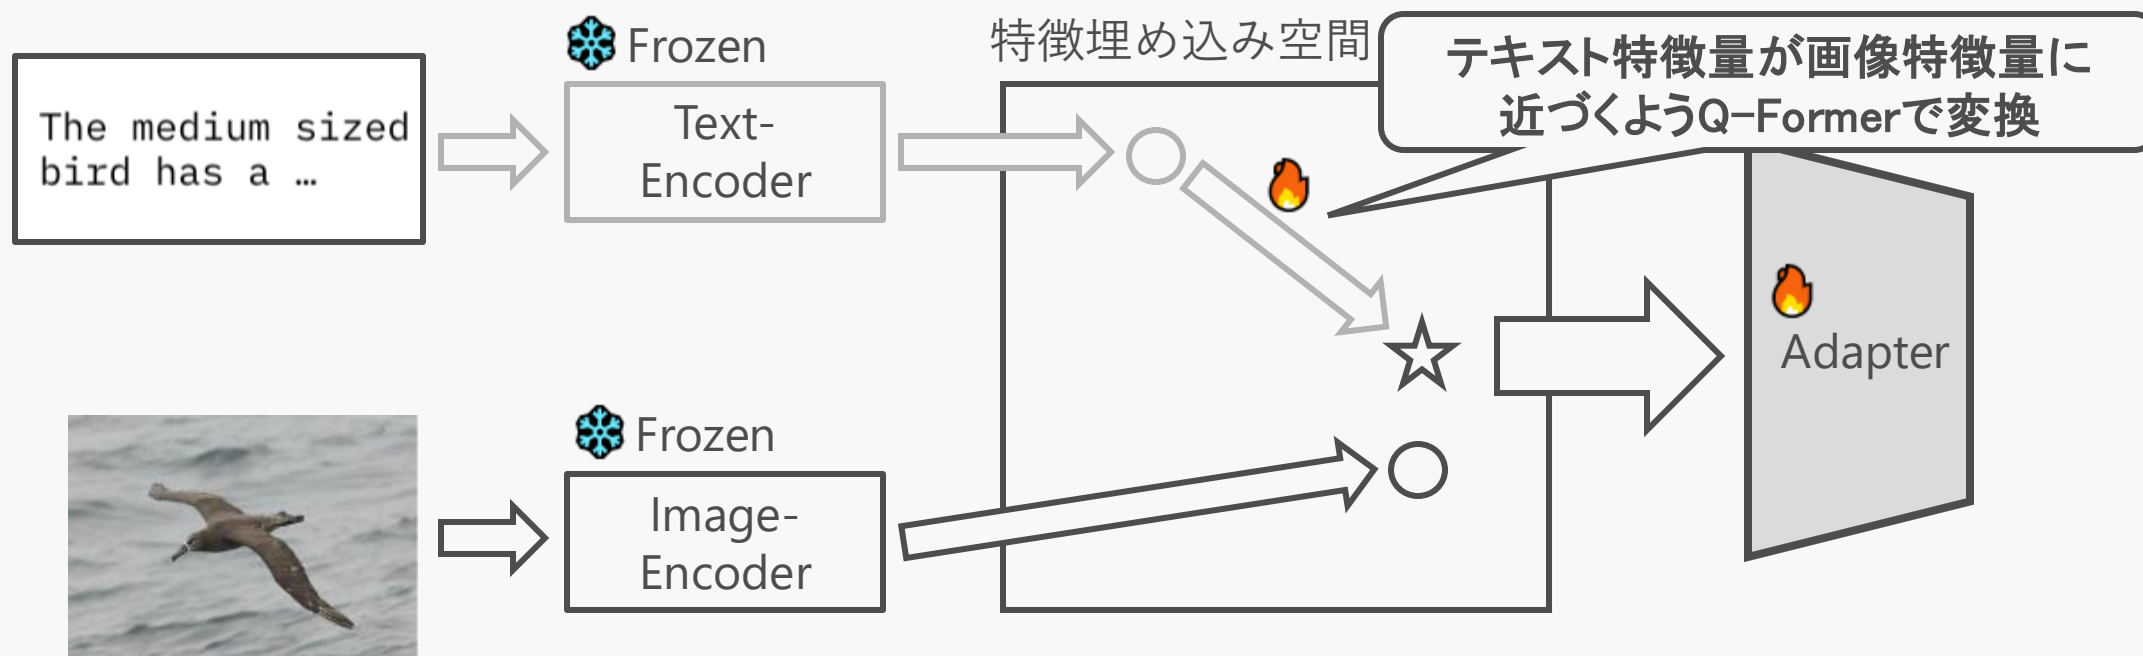 Frozen
特徴埋め込み空間
テキスト特徴量が画像特徴量に
近づくようQ-Formerで変換
The medium sized
bird has a …
Text-
Encoder
Adapter
Frozen
Image-
Encoder